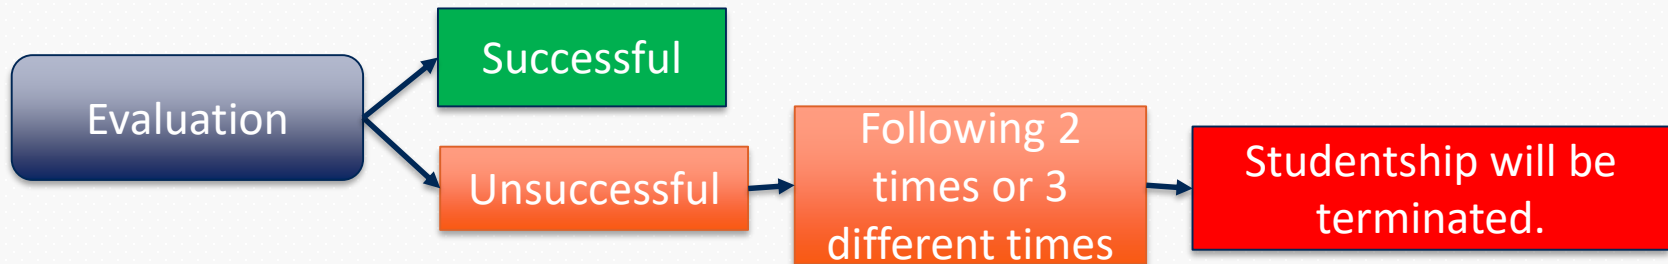 Evaluation
Successful
Unsuccessful
Following 2
times or 3
different times
Studentship will be
terminated.